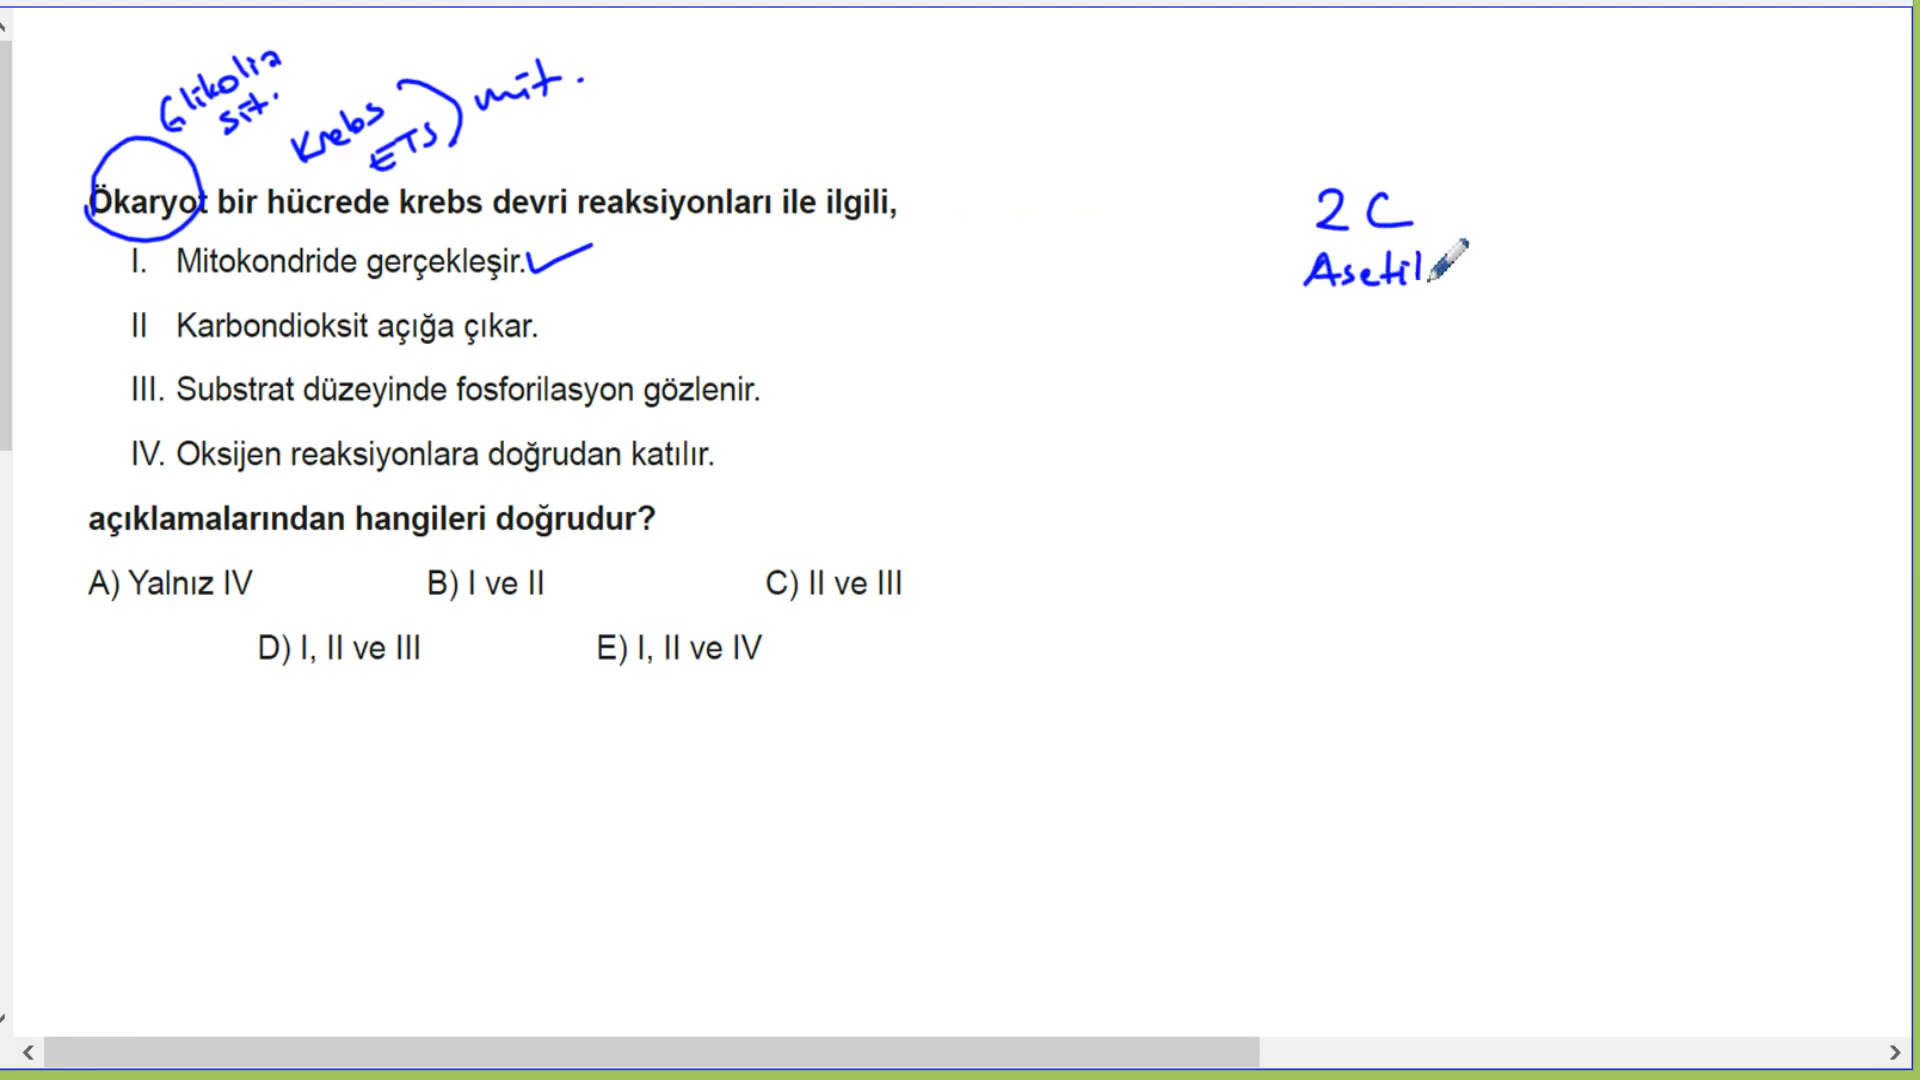 Glikoliz
sit.
Krebs
ETS
mit.
Ökaryot bir hücrede krebs devri reaksiyonları ile ilgili,
I. Mitokondride gerçekleşir.
II Karbondioksit açığa çıkar.
III. Substrat düzeyinde fosforilasyon gözlenir.
IV. Oksijen reaksiyonlara doğrudan katılır.
açıklamalarından hangileri doğrudur?
A) Yalnız IV B) I ve II C) II ve III
D) I, II ve III E) I, II ve IV
2 C
Asetil